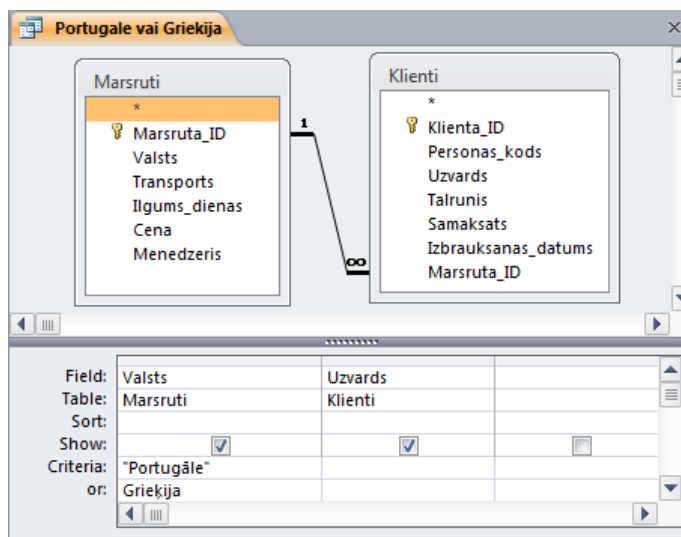 Portugale vai Griekija
Marsruti
*
Marsruta_ID
Valsts
Transports
Ilgums_dienas
Cena
Menedzeris
1
∞
Klienti
*
Klienta_ID
Personas_kods
Uzvards
Talrunis
Samaksats
Izbrauksanas_datums
Marsruta_ID
Field: Valsts Uzvards
Table: Marsruti Klienti
Sort:
Show:
Criteria: "Portugāle"
or: Grieķija